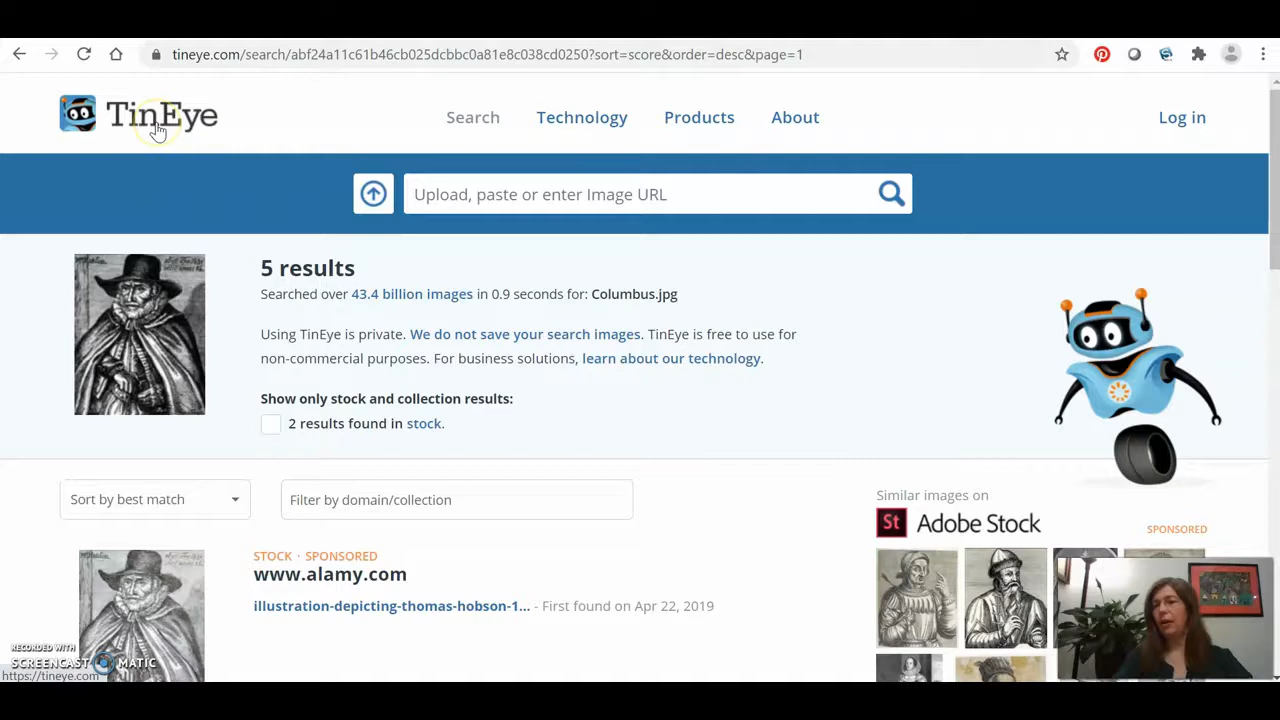 tineye.com/search/abf24a11c61b46cb025dcbbc0a81e8c038cd0250?sort=score&order=desc&page=1
TinEye
Search
Technology
Products
About
Log in
Upload, paste or enter Image URL
5 results
Searched over 43.4 billion images in 0.9 seconds for: Columbus.jpg
Using TinEye is private. We do not save your search images. TinEye is free to use for
non-commercial purposes. For business solutions, learn about our technology.
Show only stock and collection results:
2 results found in stock.
Sort by best match
Filter by domain/collection
Similar images on
St Adobe Stock
SPONSORED
STOCK · SPONSORED
www.alamy.com
illustration-depicting-thomas-hobson-1... - First found on Apr 22, 2019
RECORDED WITH
SCREENCAST MATIC
https://tineye.com